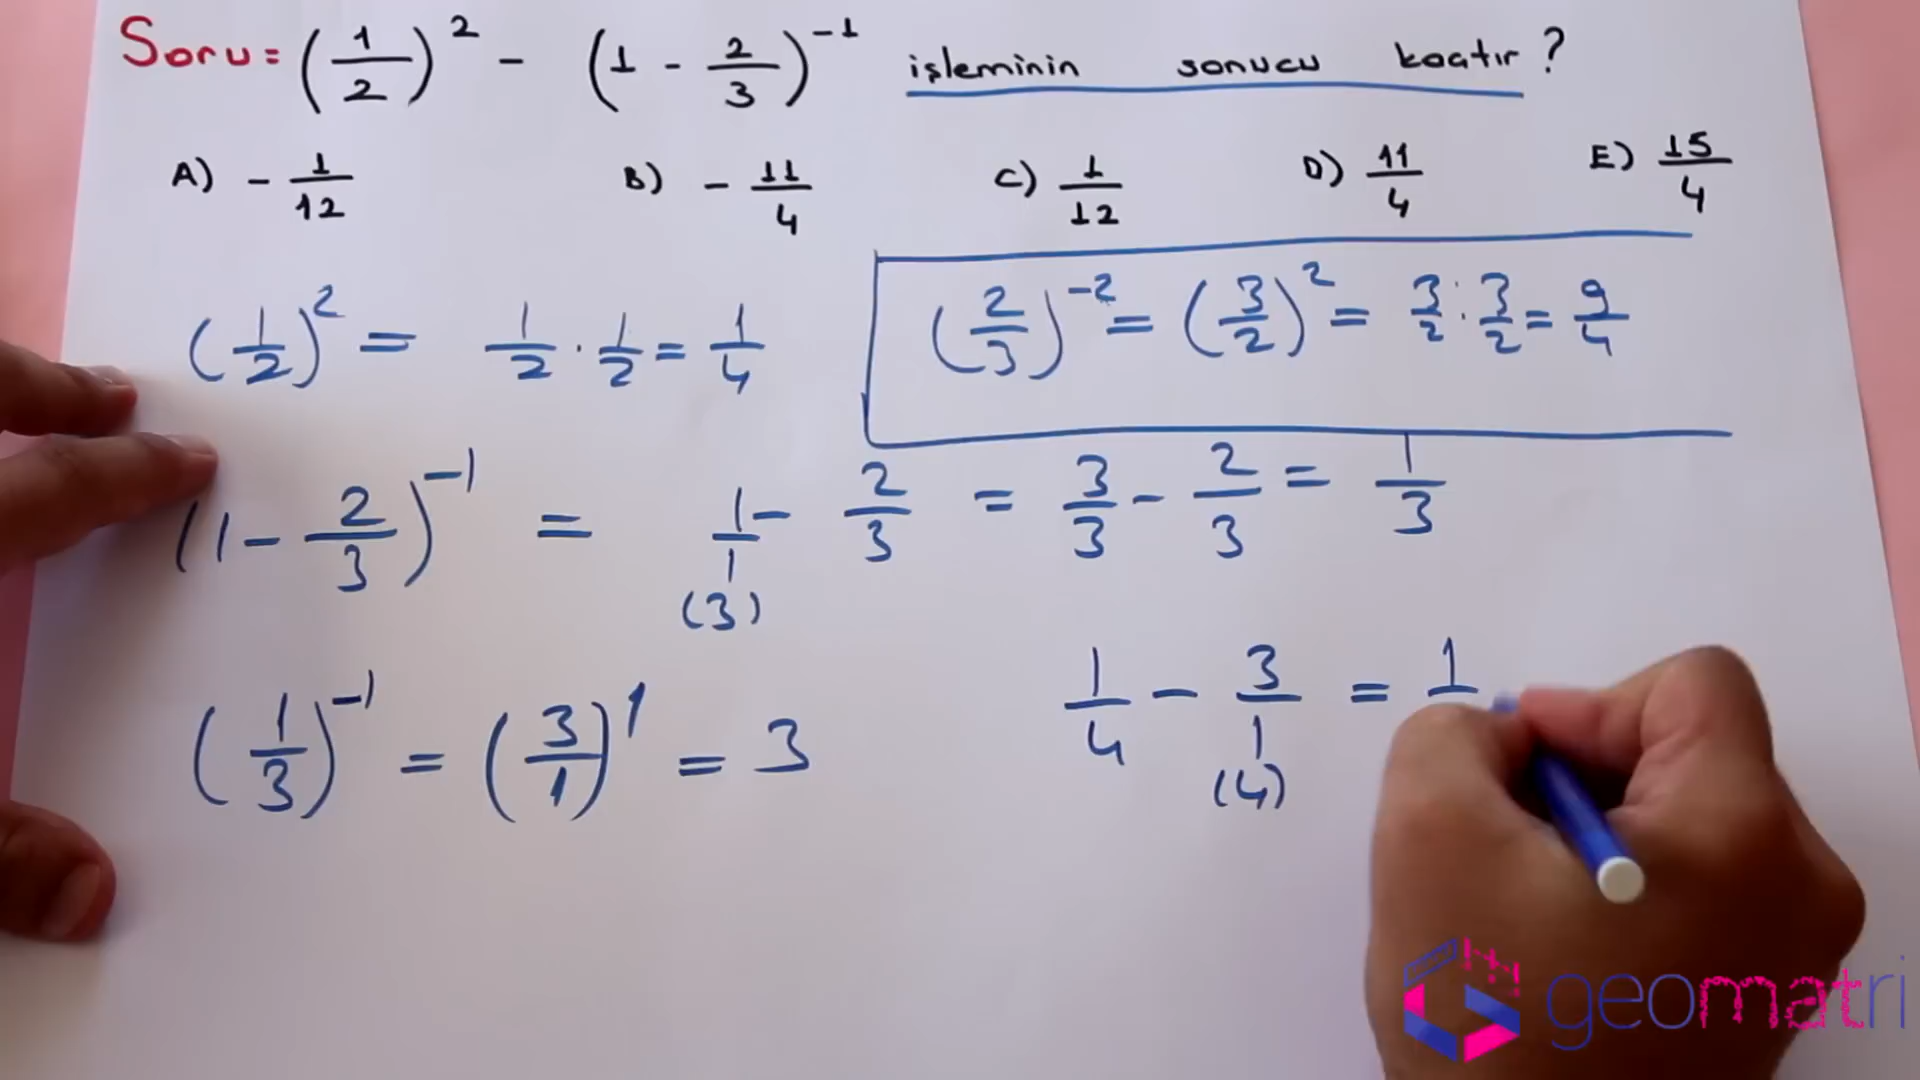 Soru = (1/2)^2 - (1 - 2/3)^-1 işleminin sonucu kaçtır ?
A) - 1/12 B) - 11/4 C) 1/12 D) 11/4 E) 15/4
(1/2)^2 = 1/2 · 1/2 = 1/4
(2/3)^-2 = (3/2)^2 = 3/2 · 3/2 = 9/4
(1 - 2/3)^-1 = 1/1 - 2/3 = 3/3 - 2/3 = 1/3
(3)
(1/3)^-1 = (3/1)^1 = 3
1/4 - 3/1 = 1
(4)
geomatri